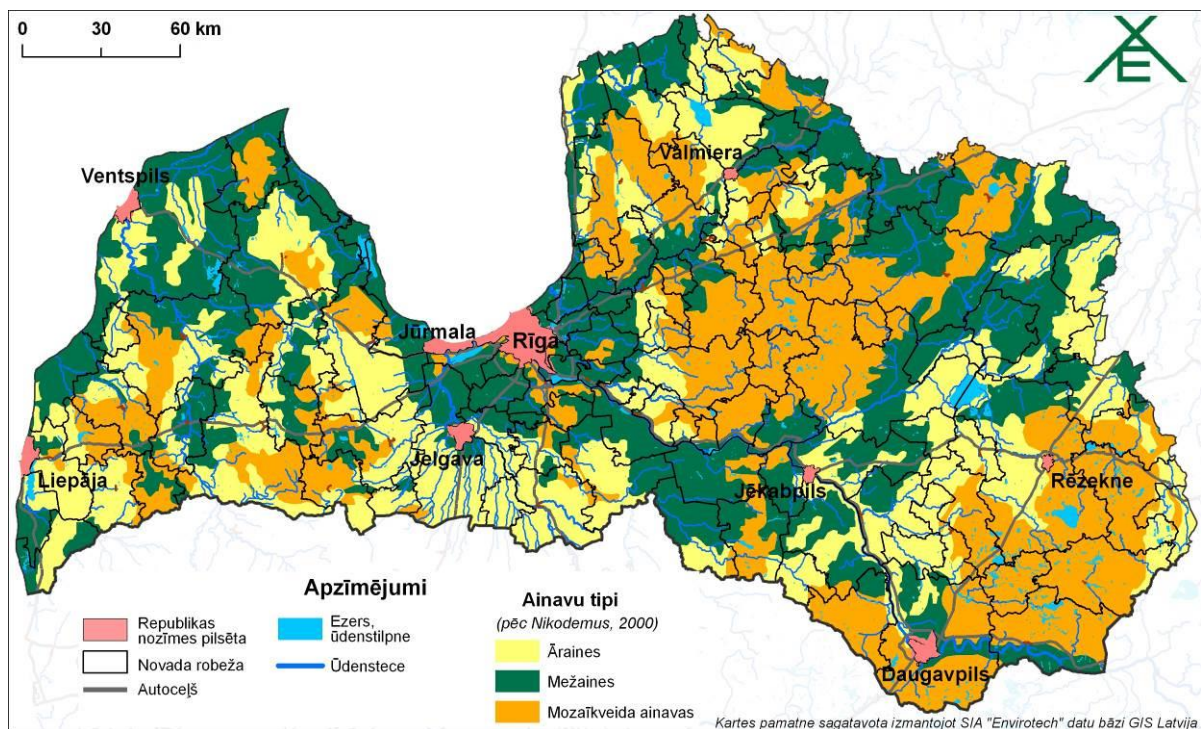 0 30 60 km
Ventspils
Valmiera
Jūrmala
Rīga
Liepāja
Jelgava
Jēkabpils
Rēzekne
Daugavpils
Apzīmējumi
Republikas
nozīmes pilsēta
Novada robeža
Autoceļš
Ezers,
ūdenstilpne
Ūdenstece
Ainavu tipi
(pēc Nikodemus, 2000)
Āraines
Mežaines
Mozaīkveida ainavas
Kartes pamatne sagatavota izmantojot SIA "Envirotech" datu bāzi GIS Latvija